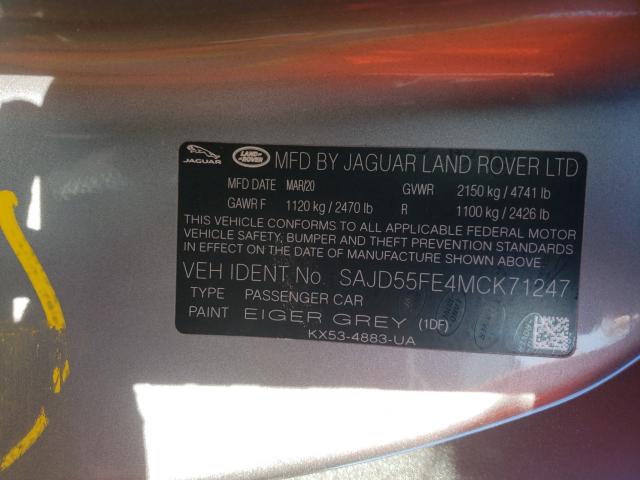 JAGUAR
LAND ROVER
MFD BY JAGUAR LAND ROVER LTD
MFD DATE MAR/20 GVWR 2150 kg / 4741 lb
GAWR F 1120 kg / 2470 lb R 1100 kg / 2426 lb
THIS VEHICLE CONFORMS TO ALL APPLICABLE FEDERAL MOTOR
VEHICLE SAFETY, BUMPER AND THEFT PREVENTION STANDARDS
IN EFFECT ON THE DATE OF MANUFACTURE SHOWN ABOVE.
VEH IDENT No. SAJD55FE4MCK71247
TYPE PASSENGER CAR
PAINT EIGER GREY (1DF)
KX53-4883-UA